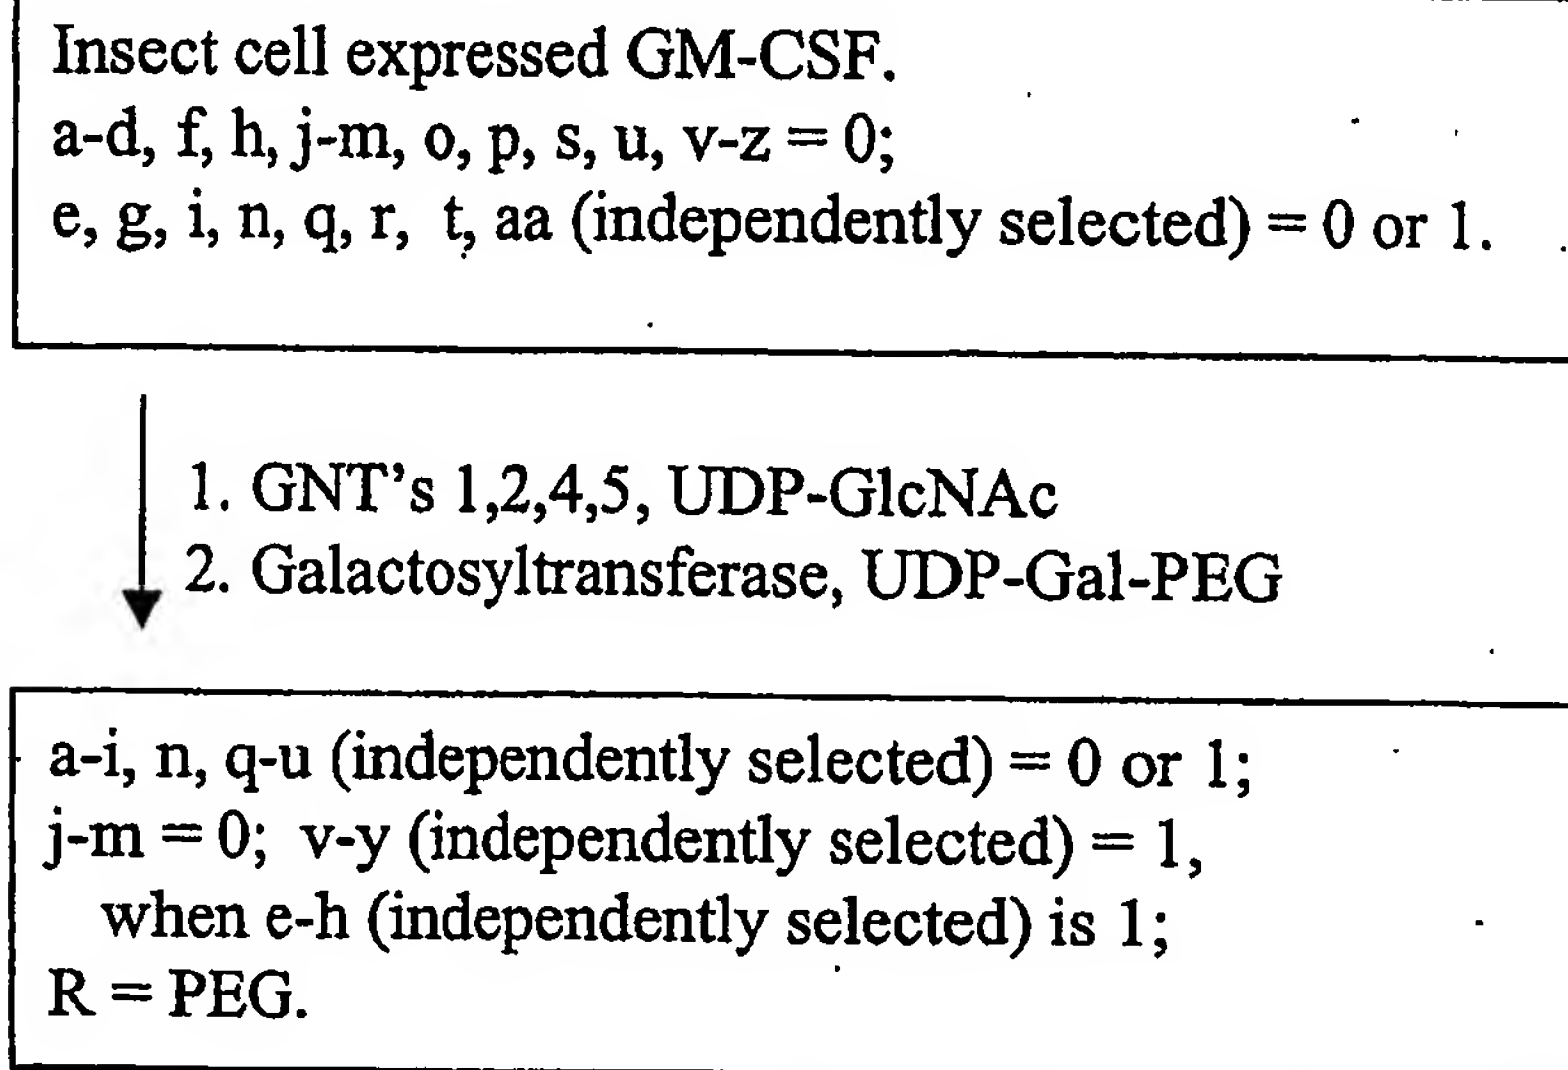 Insect cell expressed GM-CSF.
a-d, f, h, j-m, o, p, s, u, v-z = 0;
e, g, i, n, q, r, t, aa (independently selected) = 0 or 1.
1. GNT’s 1,2,4,5, UDP-GlcNAc
2. Galactosyltransferase, UDP-Gal-PEG
a-i, n, q-u (independently selected) = 0 or 1;
j-m = 0; v-y (independently selected) = 1,
when e-h (independently selected) is 1;
R = PEG.